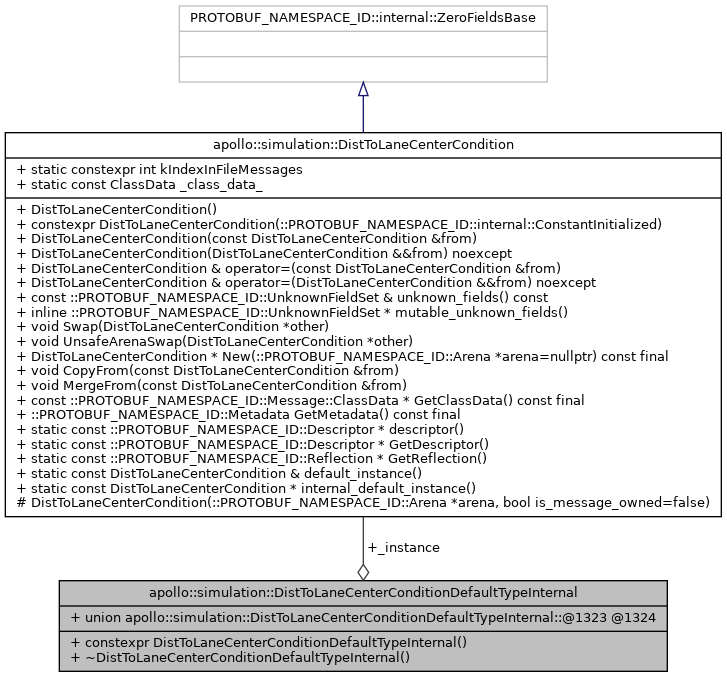 PROTOBUF_NAMESPACE_ID::internal::ZeroFieldsBase
apollo::simulation::DistToLaneCenterCondition
+ static constexpr int kIndexInFileMessages
+ static const ClassData _class_data_
+ DistToLaneCenterCondition()
+ constexpr DistToLaneCenterCondition(::PROTOBUF_NAMESPACE_ID::internal::ConstantInitialized)
+ DistToLaneCenterCondition(const DistToLaneCenterCondition &from)
+ DistToLaneCenterCondition(DistToLaneCenterCondition &&from) noexcept
+ DistToLaneCenterCondition & operator=(const DistToLaneCenterCondition &from)
+ DistToLaneCenterCondition & operator=(DistToLaneCenterCondition &&from) noexcept
+ const ::PROTOBUF_NAMESPACE_ID::UnknownFieldSet & unknown_fields() const
+ inline ::PROTOBUF_NAMESPACE_ID::UnknownFieldSet * mutable_unknown_fields()
+ void Swap(DistToLaneCenterCondition *other)
+ void UnsafeArenaSwap(DistToLaneCenterCondition *other)
+ DistToLaneCenterCondition * New(::PROTOBUF_NAMESPACE_ID::Arena *arena=nullptr) const final
+ void CopyFrom(const DistToLaneCenterCondition &from)
+ void MergeFrom(const DistToLaneCenterCondition &from)
+ const ::PROTOBUF_NAMESPACE_ID::Message::ClassData * GetClassData() const final
+ ::PROTOBUF_NAMESPACE_ID::Metadata GetMetadata() const final
+ static const ::PROTOBUF_NAMESPACE_ID::Descriptor * descriptor()
+ static const ::PROTOBUF_NAMESPACE_ID::Descriptor * GetDescriptor()
+ static const ::PROTOBUF_NAMESPACE_ID::Reflection * GetReflection()
+ static const DistToLaneCenterCondition & default_instance()
+ static const DistToLaneCenterCondition * internal_default_instance()
# DistToLaneCenterCondition(::PROTOBUF_NAMESPACE_ID::Arena *arena, bool is_message_owned=false)
+_instance
apollo::simulation::DistToLaneCenterConditionDefaultTypeInternal
+ union apollo::simulation::DistToLaneCenterConditionDefaultTypeInternal::@1323 @1324
+ constexpr DistToLaneCenterConditionDefaultTypeInternal()
+ ~DistToLaneCenterConditionDefaultTypeInternal()